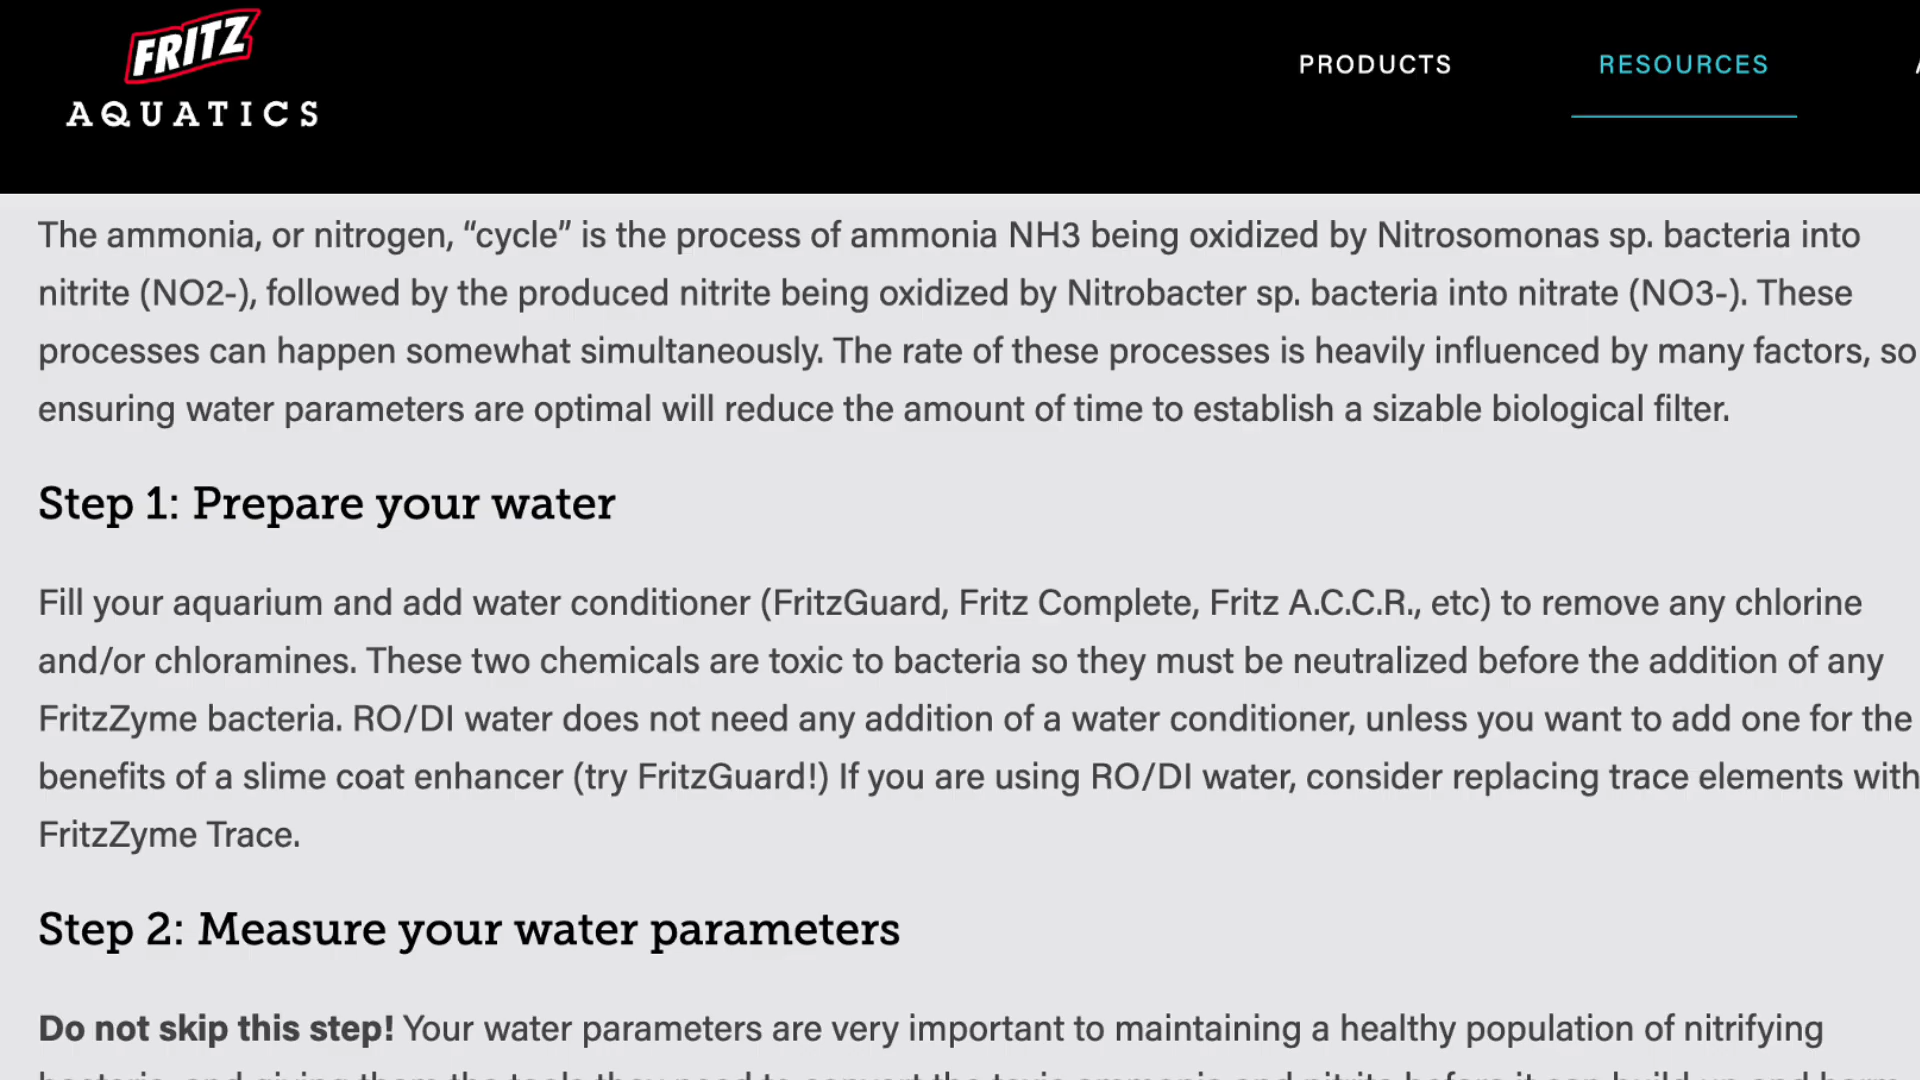 FRITZ
AQUATICS
PRODUCTS
RESOURCES
The ammonia, or nitrogen, “cycle” is the process of ammonia NH3 being oxidized by Nitrosomonas sp. bacteria into
nitrite (NO2-), followed by the produced nitrite being oxidized by Nitrobacter sp. bacteria into nitrate (NO3-). These
processes can happen somewhat simultaneously. The rate of these processes is heavily influenced by many factors, so
ensuring water parameters are optimal will reduce the amount of time to establish a sizable biological filter.
Step 1: Prepare your water
Fill your aquarium and add water conditioner (FritzGuard, Fritz Complete, Fritz A.C.C.R., etc) to remove any chlorine
and/or chloramines. These two chemicals are toxic to bacteria so they must be neutralized before the addition of any
FritzZyme bacteria. RO/DI water does not need any addition of a water conditioner, unless you want to add one for the
benefits of a slime coat enhancer (try FritzGuard!) If you are using RO/DI water, consider replacing trace elements with
FritzZyme Trace.
Step 2: Measure your water parameters
Do not skip this step! Your water parameters are very important to maintaining a healthy population of nitrifying